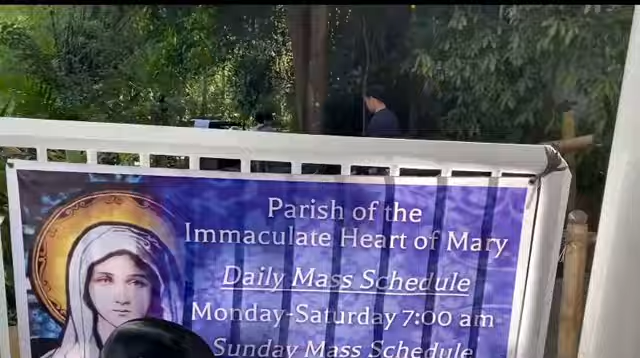 Parish of the
Immaculate Heart of Mary
Daily Mass Schedule
Monday-Saturday 7:00 am
Sunday Mass Schedule